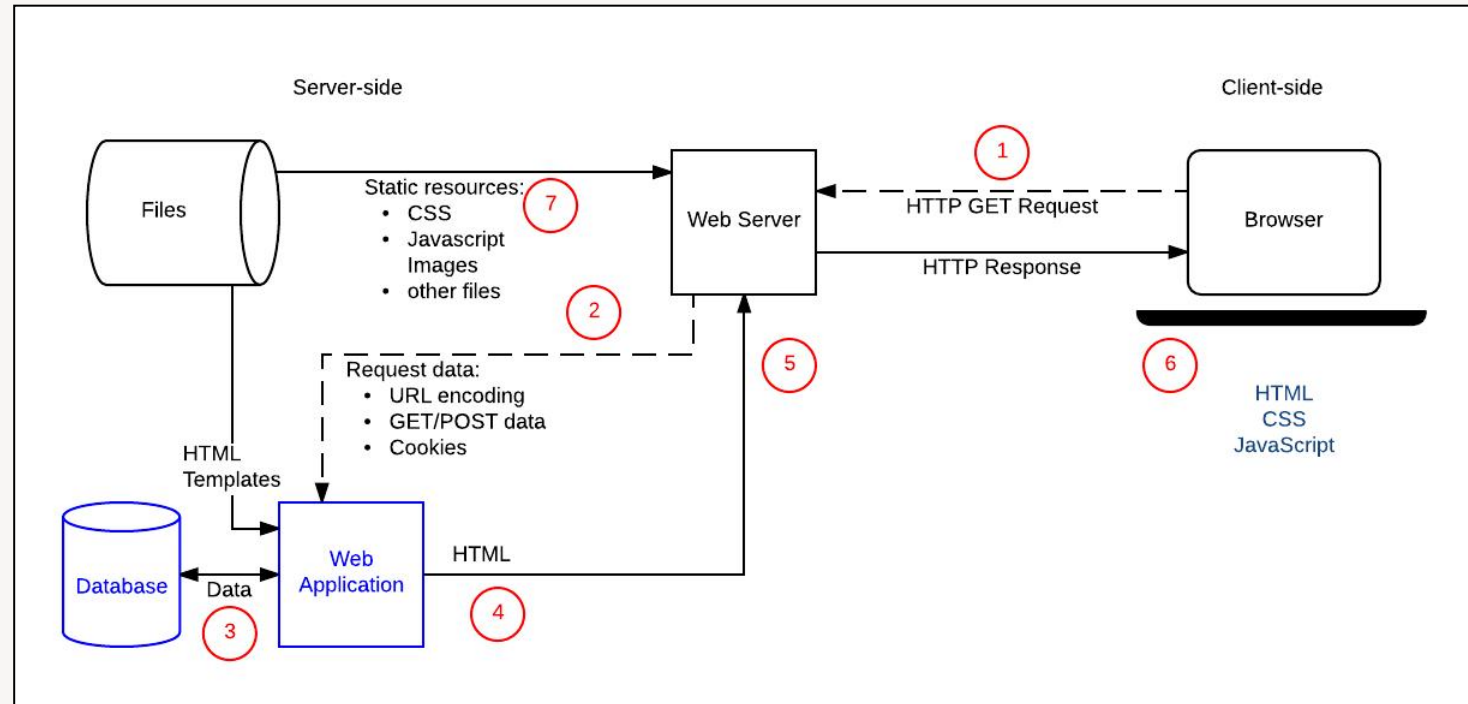 Server-side
Client-side
1
Files
Static resources:
• CSS
• Javascript
Images
• other files
7
Web Server
HTTP GET Request
Browser
HTTP Response
2
5
6
Request data:
• URL encoding
• GET/POST data
• Cookies
HTML
CSS
JavaScript
HTML
Templates
Database
Data
3
Web
Application
HTML
4